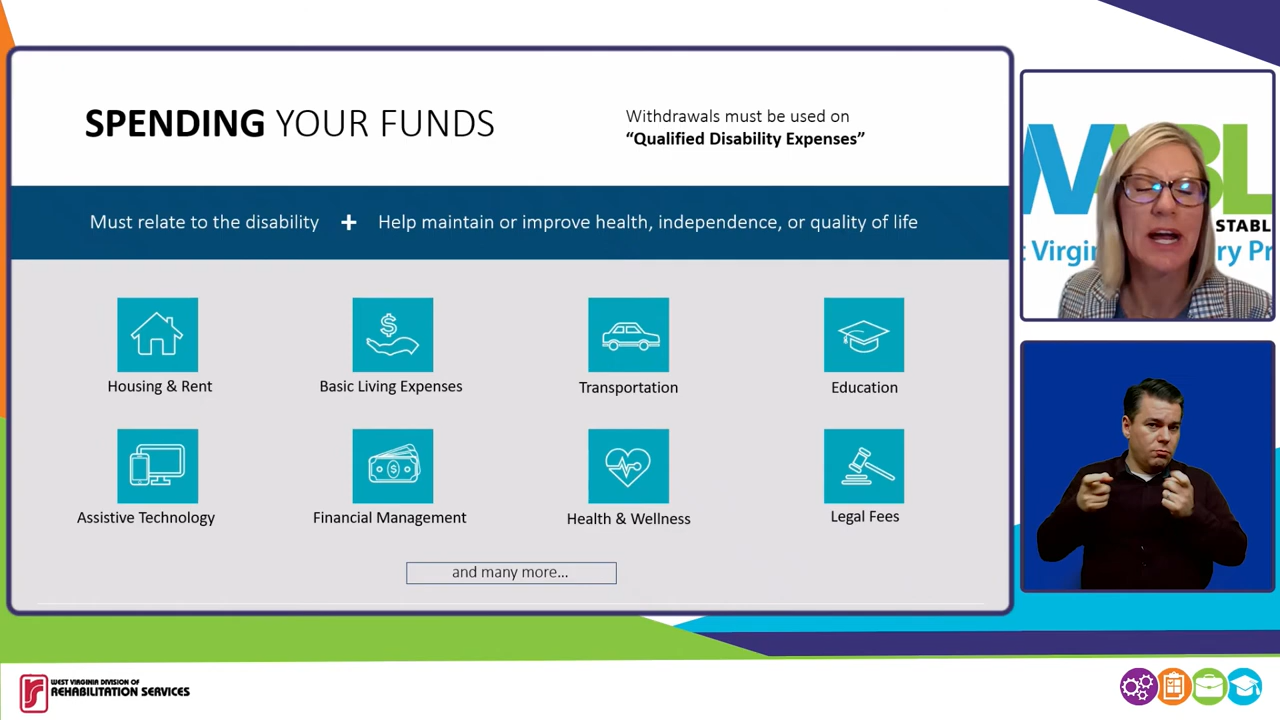 SPENDING YOUR FUNDS
Withdrawals must be used on
“Qualified Disability Expenses”
Must relate to the disability + Help maintain or improve health, independence, or quality of life
Housing & Rent
Basic Living Expenses
Transportation
Education
Assistive Technology
Financial Management
Health & Wellness
Legal Fees
and many more...
STABL
Virgin
ry Pr
WEST VIRGINIA DIVISION OF
REHABILITATION SERVICES